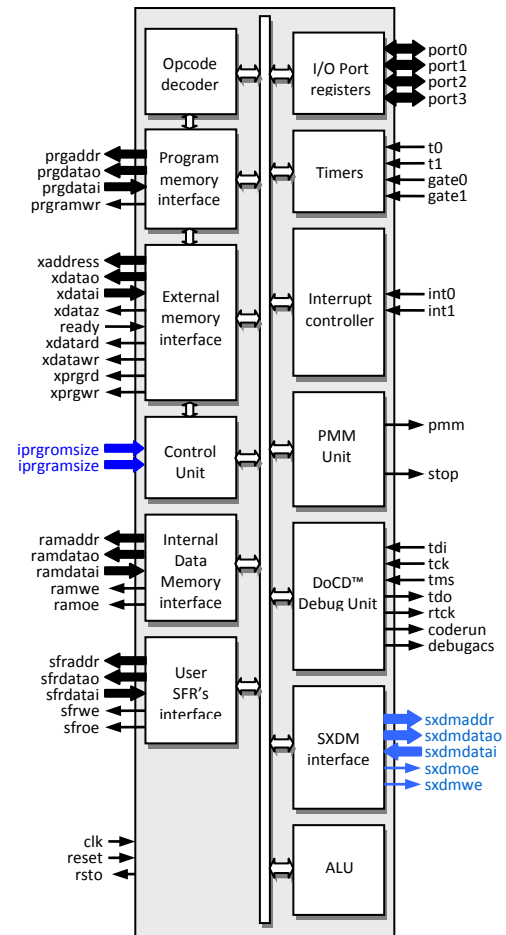 Opcode
decoder
I/O Port
registers
port0
port1
port2
port3
prgaddr
prgdatao
prgdatai
prgramwr
Program
memory
interface
Timers
t0
t1
gate0
gate1
xaddress
xdatao
xdatai
xdataz
ready
xdatard
xdatawr
xprgrd
xprgwr
External
memory
interface
Interrupt
controller
int0
int1
iprgromsize
iprgramsize
Control
Unit
PMM
Unit
pmm
stop
ramaddr
ramdatao
ramdatai
ramwe
ramoe
Internal
Data
Memory
interface
DoCD™
Debug Unit
tdi
tck
tms
tdo
rtck
coderun
debugacs
sfraddr
sfrdatao
sfrdatai
sfrwe
sfroe
User
SFR's
interface
SXDM
interface
sxdmaddr
sxdmdatao
sxdmdatai
sxdmoe
sxdmwe
clk
reset
rsto
ALU